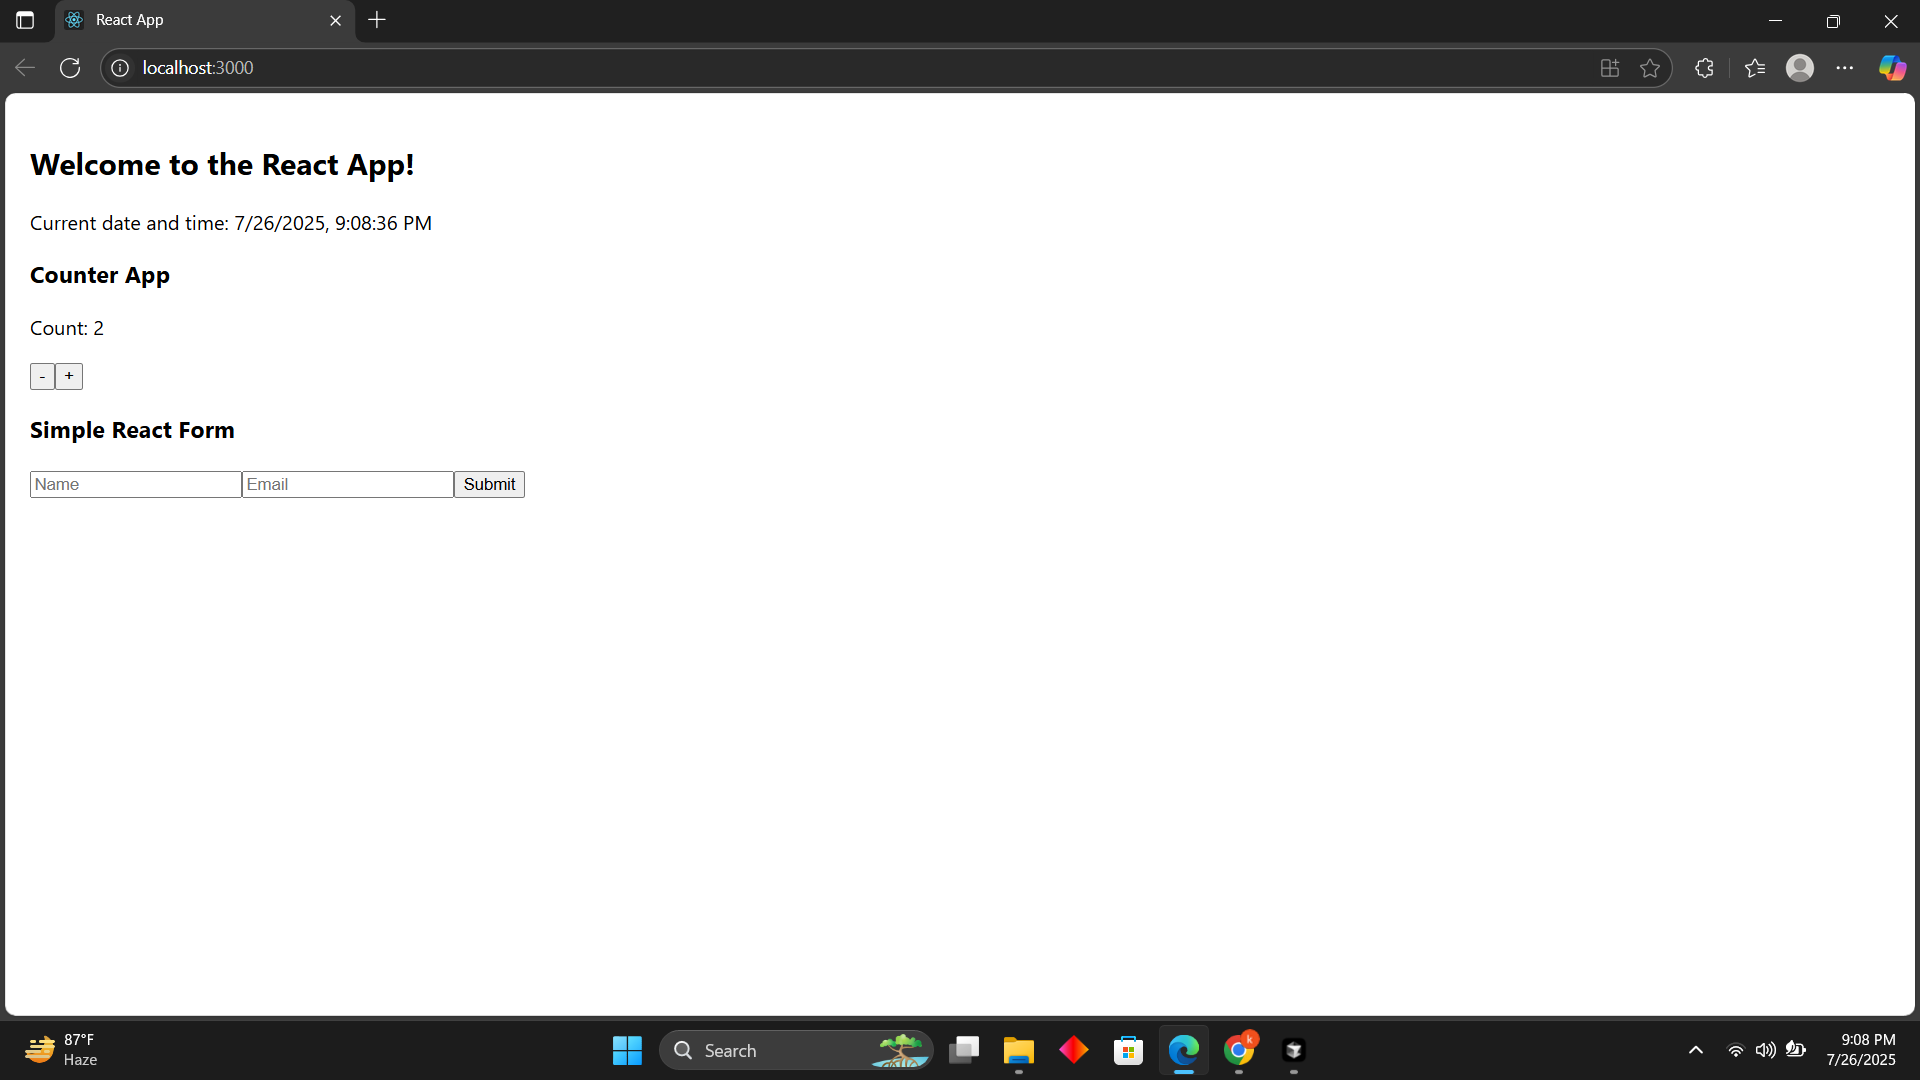 React App
localhost:3000
Welcome to the React App!
Current date and time: 7/26/2025, 9:08:36 PM
Counter App
Count: 2
- +
Simple React Form
Name Email Submit
87°F
Haze
Search
k
9:08 PM
7/26/2025